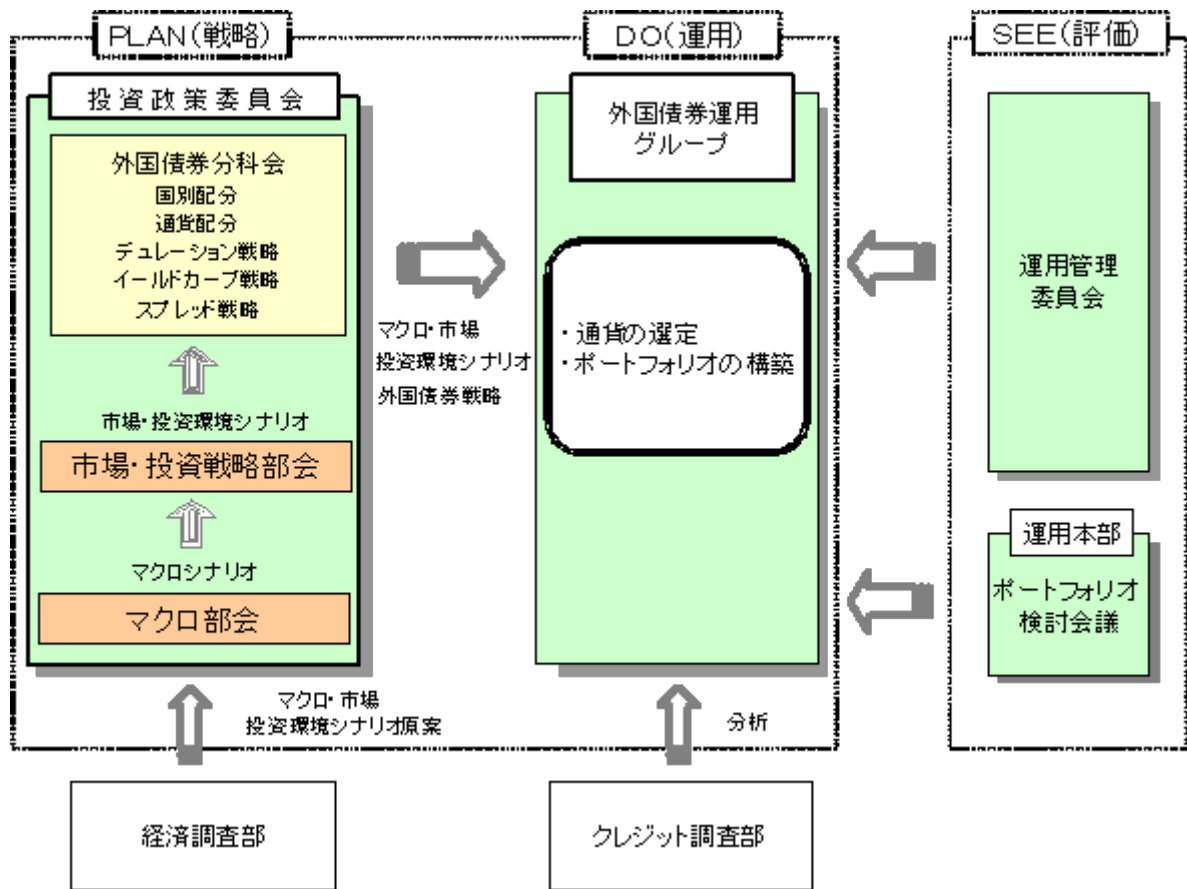 PLAN(戦略)
投資政策委員会
外国債券分科会
国別配分
通貨配分
デュレーション戦略
イールドカーブ戦略
スプレッド戦略
市場・投資環境シナリオ
市場・投資戦略部会
マクロシナリオ
マクロ部会
マクロ・市場
投資環境シナリオ原案
経済調査部
マクロ・市場
投資環境シナリオ
外国債券戦略
DO(運用)
外国債券運用
グループ
・通貨の選定
・ポートフォリオの構築
分析
クレジット調査部
SEE(評価)
運用管理
委員会
運用本部
ポートフォリオ
検討会議